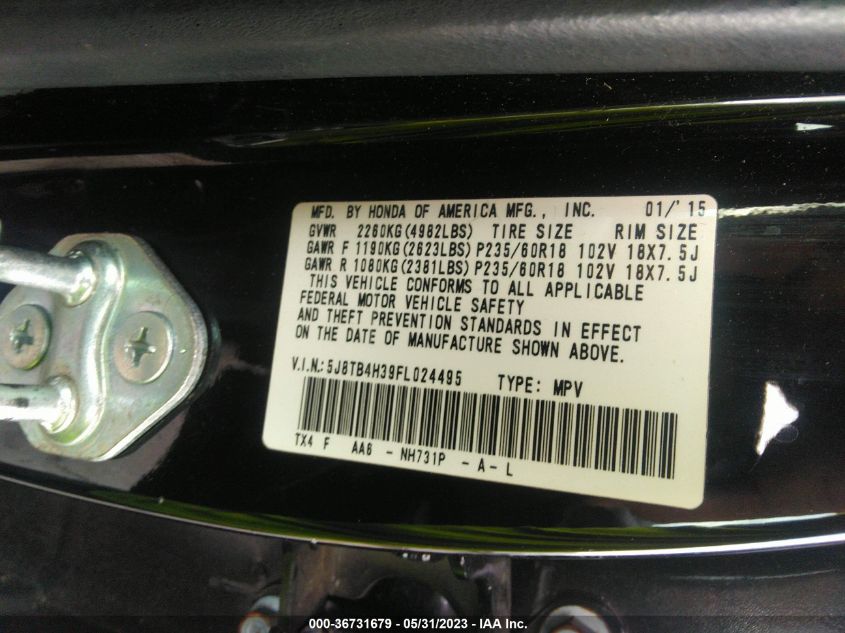 MFD. BY HONDA OF AMERICA MFG., INC. 01/'15
GVWR 2260KG(4982LBS) TIRE SIZE RIM SIZE
GAWR F 1190KG(2623LBS) P235/60R18 102V 18X7.5J
GAWR R 1080KG(2381LBS) P235/60R18 102V 18X7.5J
THIS VEHICLE CONFORMS TO ALL APPLICABLE
FEDERAL MOTOR VEHICLE SAFETY
AND THEFT PREVENTION STANDARDS IN EFFECT
ON THE DATE OF MANUFACTURE SHOWN ABOVE.
V.I.N.: 5J8TB4H39FL024495 TYPE: MPV
TX4 F AA6 - NH731P - A - L
000-36731679 // 05/31/2023 - IAA Inc.